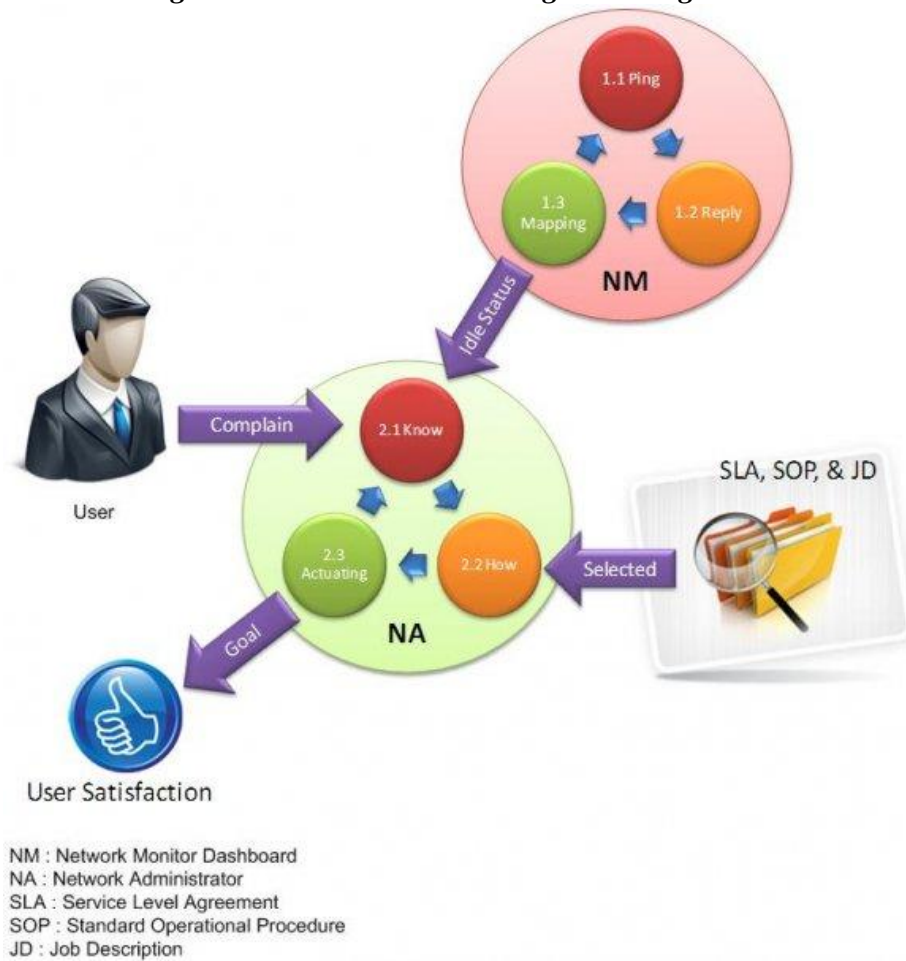 1.1 Ping
1.3
Mapping
1.2 Reply
NM
Idle Status
Complain
2.1 Know
User
SLA, SOP, & JD
2.3
Actuating
2.2 How
Selected
NA
Goal
User Satisfaction
NM : Network Monitor Dashboard
NA : Network Administrator
SLA : Service Level Agreement
SOP : Standard Operational Procedure
JD : Job Description